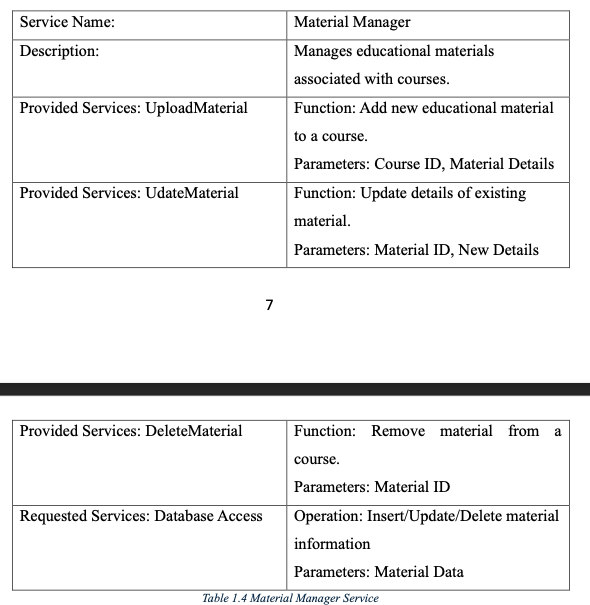 Service Name:
Material Manager
Description:
Manages educational materials
associated with courses.
Provided Services: UploadMaterial
Function: Add new educational material
to a course.
Parameters: Course ID, Material Details
Provided Services: UdateMaterial
Function: Update details of existing
material.
Parameters: Material ID, New Details
7
Provided Services: DeleteMaterial
Function: Remove material from a
course.
Parameters: Material ID
Requested Services: Database Access
Operation: Insert/Update/Delete material
information
Parameters: Material Data
Table 1.4 Material Manager Service